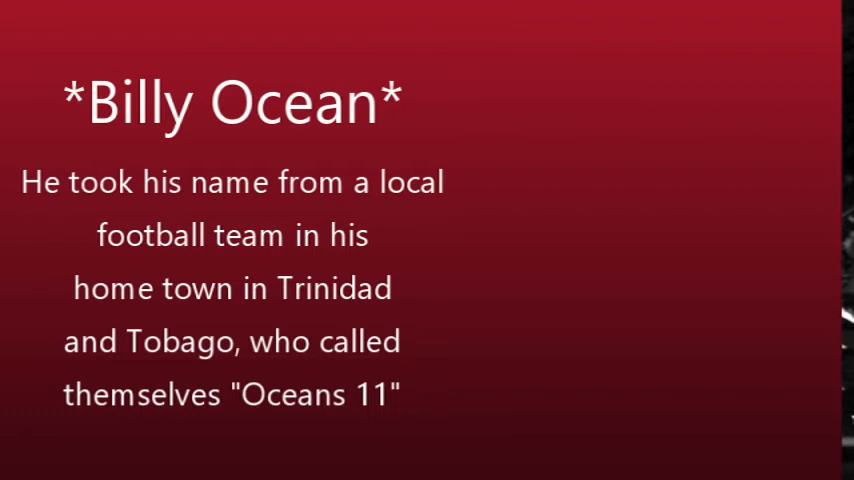 *Billy Ocean*
He took his name from a local
football team in his
home town in Trinidad
and Tobago, who called
themselves "Oceans 11"